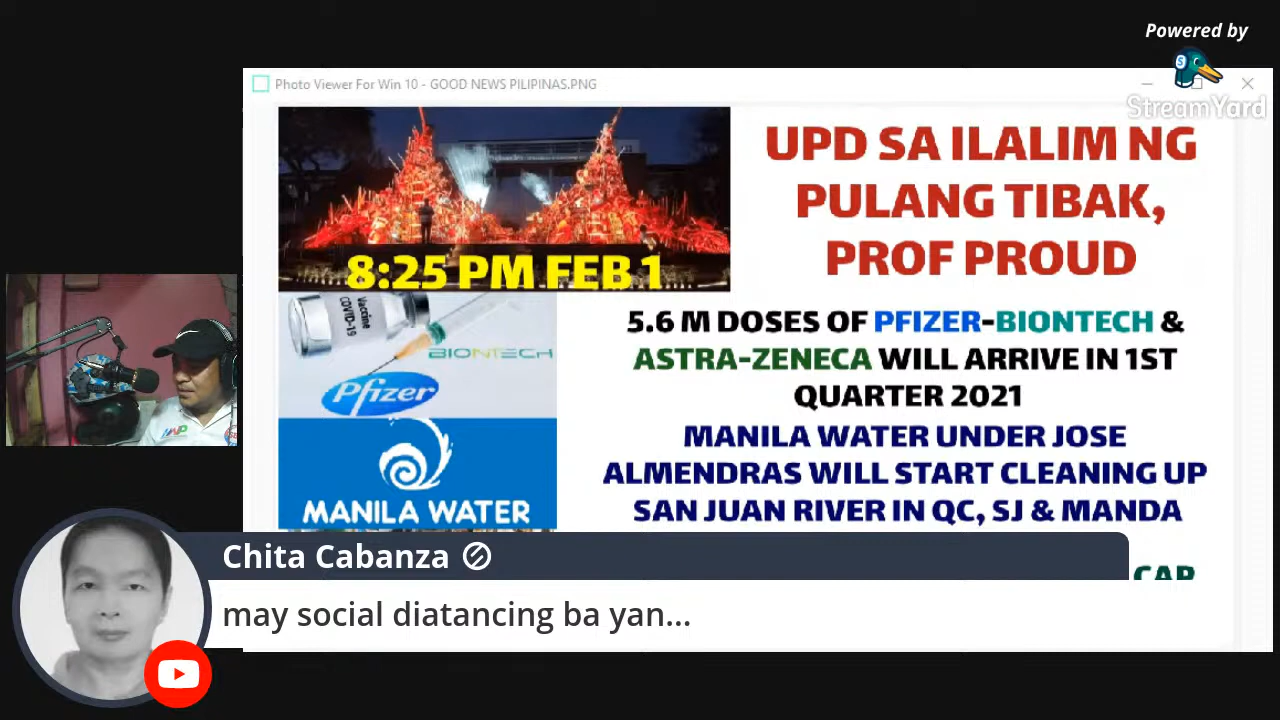 Powered by
StreamYard
Photo Viewer For Win 10 - GOOD NEWS PILIPINAS.PNG
UPD SA ILALIM NG
PULANG TIBAK,
PROF PROUD
8:25 PM FEB 1
Vaccine
COVID-19
BIONTECH
Pfizer
5.6 M DOSES OF PFIZER-BIONTECH &
ASTRA-ZENECA WILL ARRIVE IN 1ST
QUARTER 2021
MANILA WATER UNDER JOSE
ALMENDRAS WILL START CLEANING UP
SAN JUAN RIVER IN QC, SJ & MANDA
MANILA WATER
CAP
Chita Cabanza
may social diatancing ba yan...